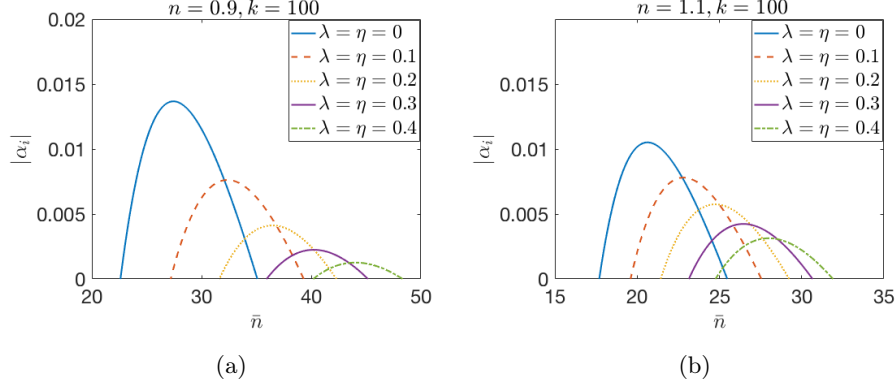 n = 0.9, k = 100
|α_i|
0.02
0.015
0.01
0.005
0
20 30 40 50
n̄
λ = η = 0
λ = η = 0.1
λ = η = 0.2
λ = η = 0.3
λ = η = 0.4
(a)
n = 1.1, k = 100
|α_i|
0.02
0.015
0.01
0.005
0
15 20 25 30 35
n̄
λ = η = 0
λ = η = 0.1
λ = η = 0.2
λ = η = 0.3
λ = η = 0.4
(b)